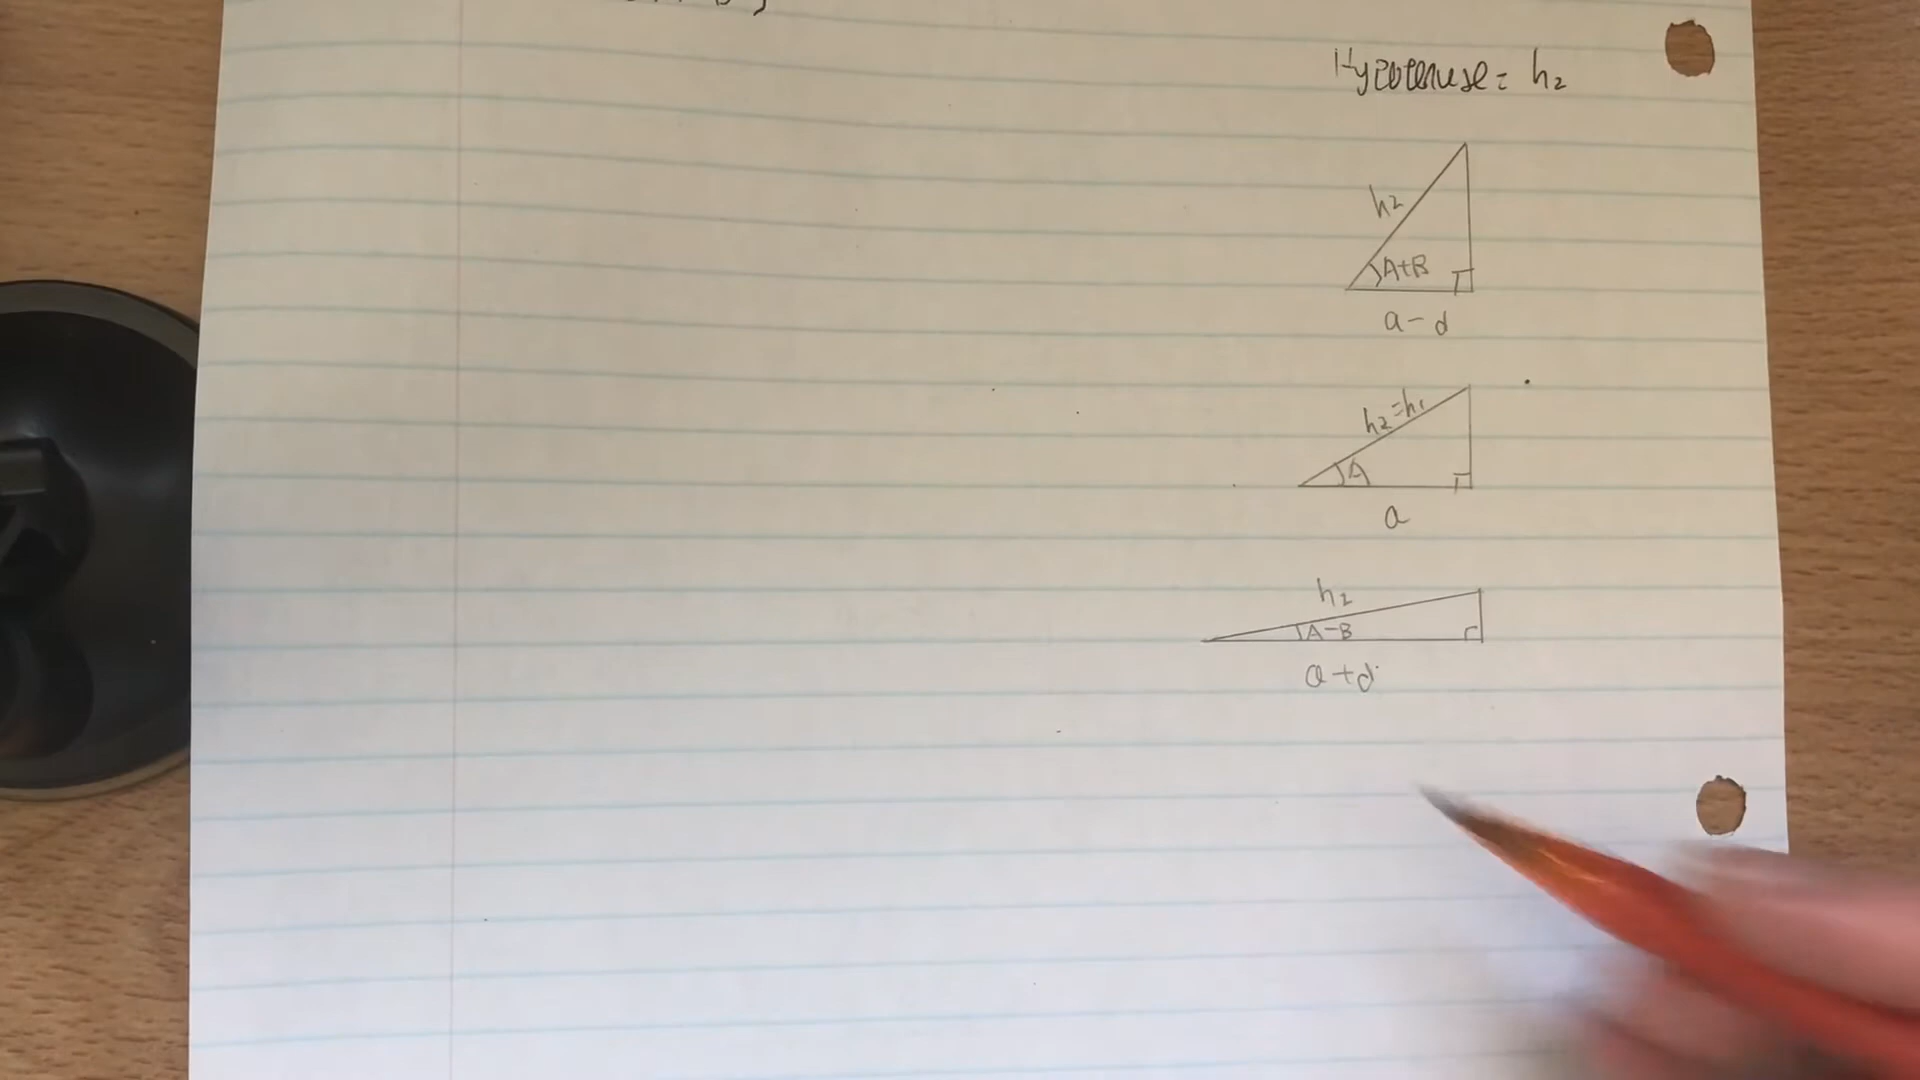 Hypotenuse = h₂
h₂
A+B
a - d
h₂ = h₁
A
a
h₂
A-B
a + d